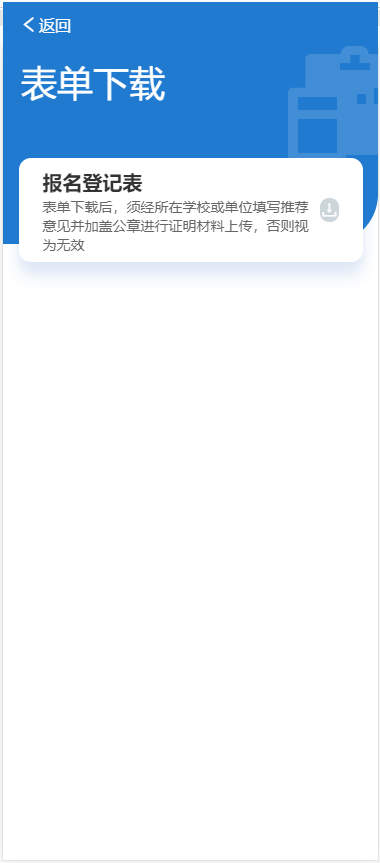 返回
表单下载
报名登记表
表单下载后，须经所在学校或单位填写推荐
意见并加盖公章进行证明材料上传，否则视
为无效